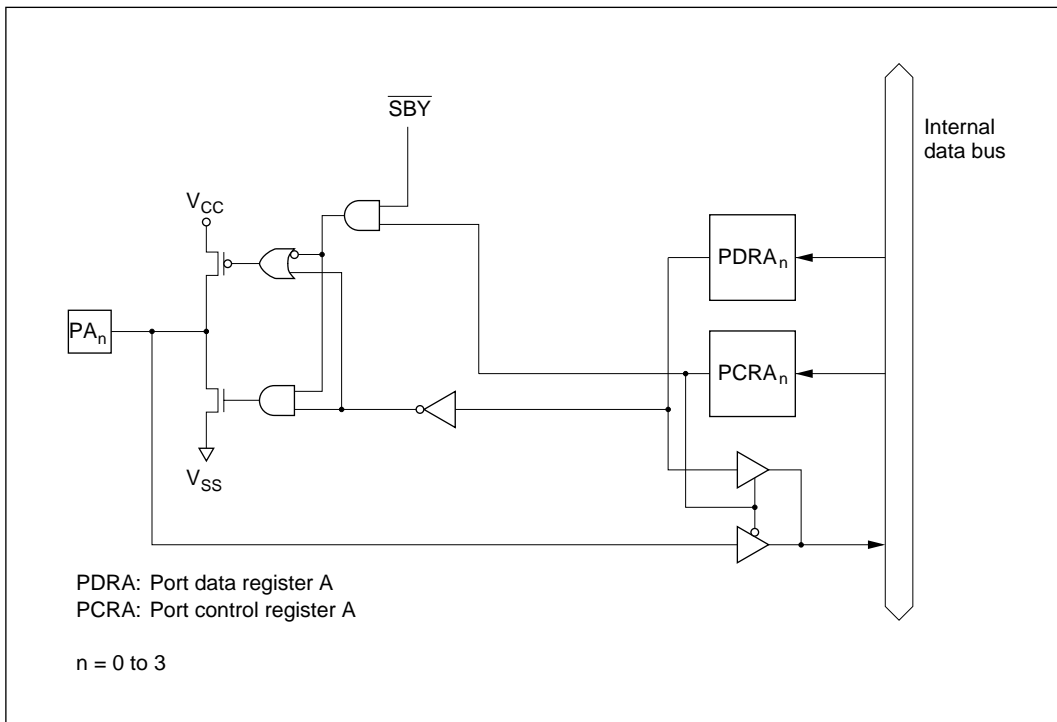 SBY
Internal
data bus
VCC
PDRAn
PAn
PCRAn
VSS
PDRA: Port data register A
PCRA: Port control register A
n = 0 to 3